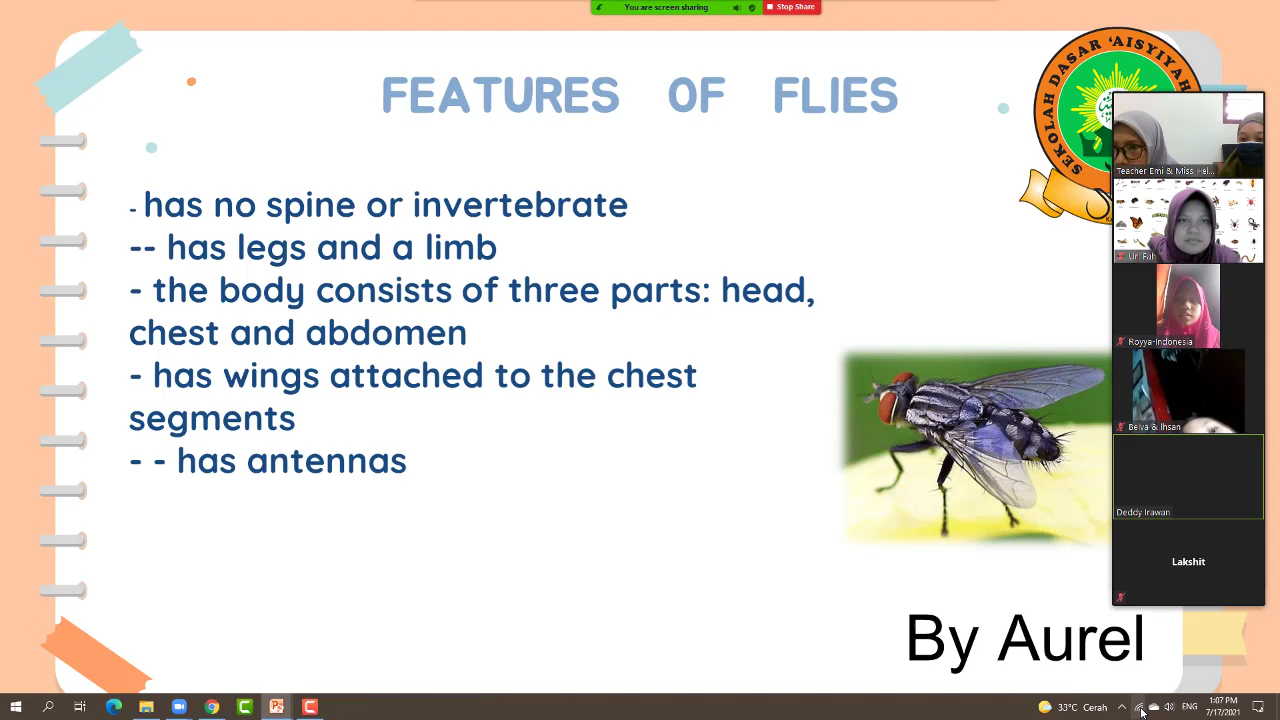 You are screen sharing
Stop Share
FEATURES OF FLIES
SEKOLAH DASAR 'AISYIYAH
- has no spine or invertebrate
-- has legs and a limb
- the body consists of three parts: head,
chest and abdomen
- has wings attached to the chest
segments
- - has antennas
By Aurel
Teacher Emi & Miss Hel...
Uri Fah
Royya-Indonesia
Belva & Ihsan
Deddy Irawan
Lakshit
33°C Cerah
ENG
1:07 PM
7/17/2021